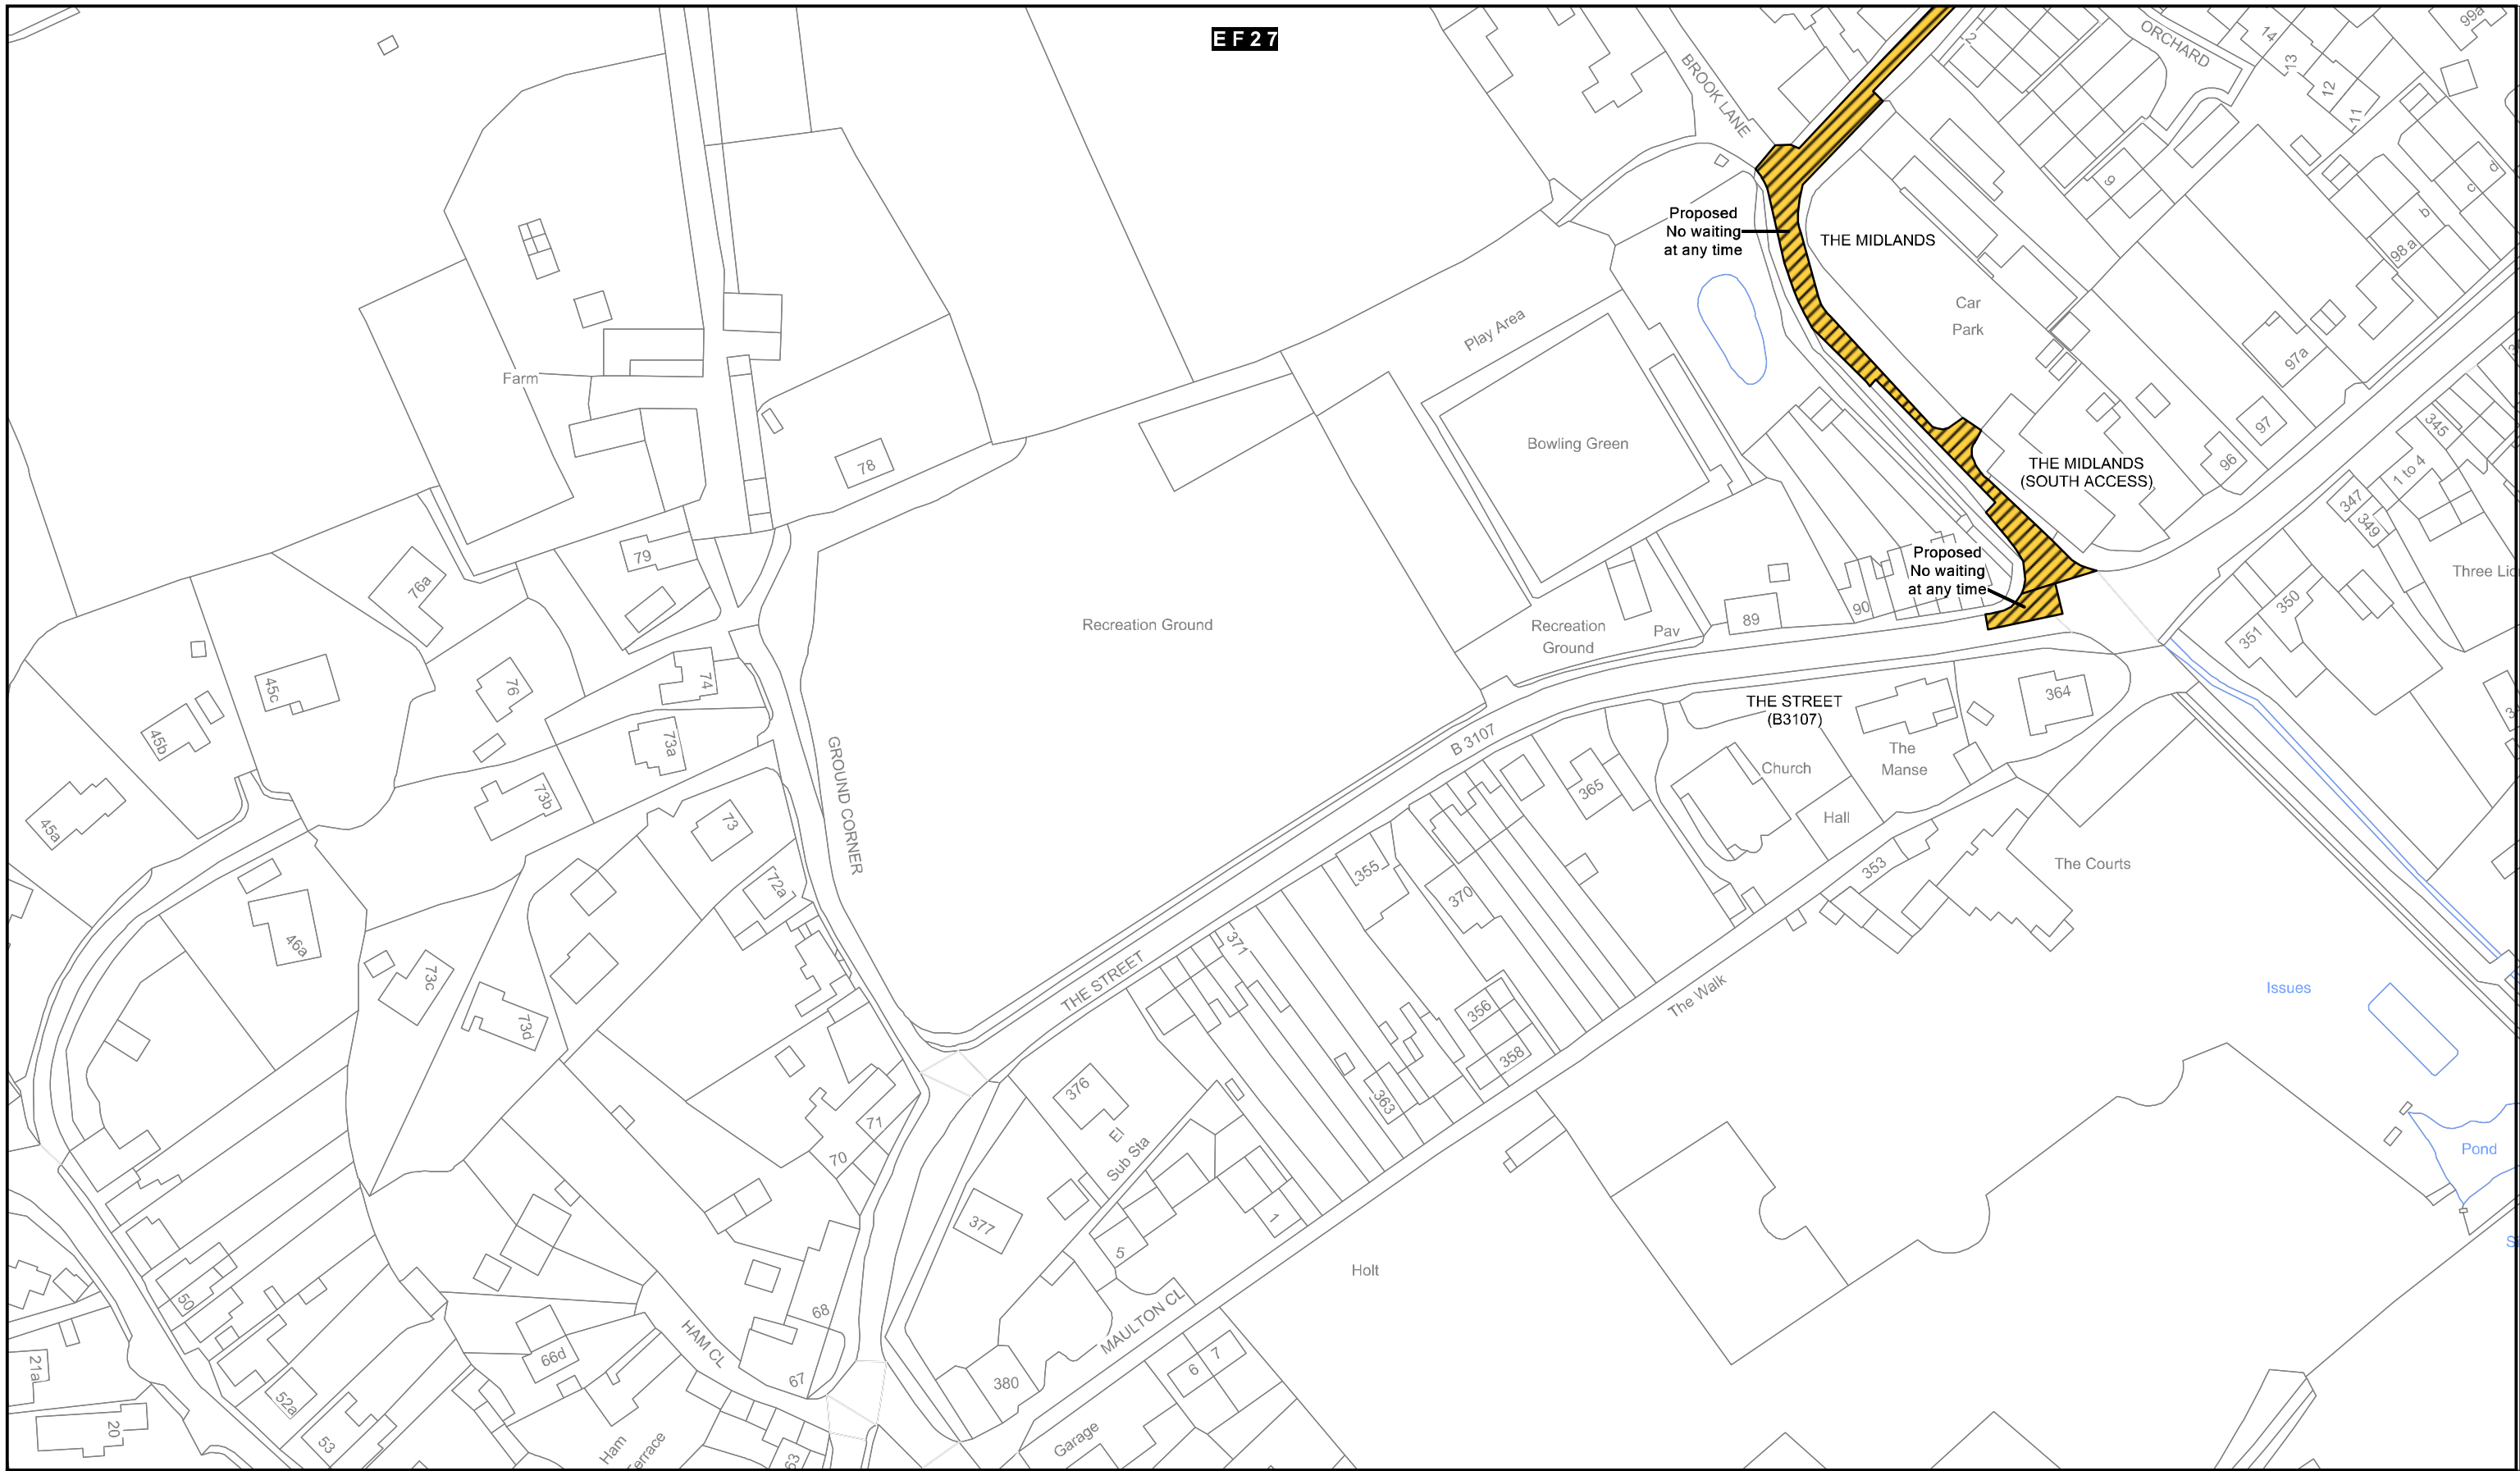 EF27
BROOK LANE
ORCHARD
2
14
13
12
11
99a
9
d
c
b
98a
Proposed
No waiting
at any time
THE MIDLANDS
Car
Park
Play Area
97a
Farm
Bowling Green
78
97
96
345
1 to 4
THE MIDLANDS
(SOUTH ACCESS)
347
349
79
76a
Proposed
No waiting
at any time
350
351
90
89
Recreation Ground
Recreation
Ground
Pav
45c
76
74
364
45b
73a
THE STREET
(B3107)
B 3107
The
Manse
Church
365
Hall
73b
GROUND CORNER
45a
73
353
The Courts
355
72a
370
46a
371
73c
THE STREET
The Walk
Issues
73d
356
358
376
363
71
El
Sub Sta
70
Pond
377
1
5
Holt
50
68
MAULTON CL
HAM CL
66d
67
6
7
21a
380
52a
20
53
Garage
Ham
63